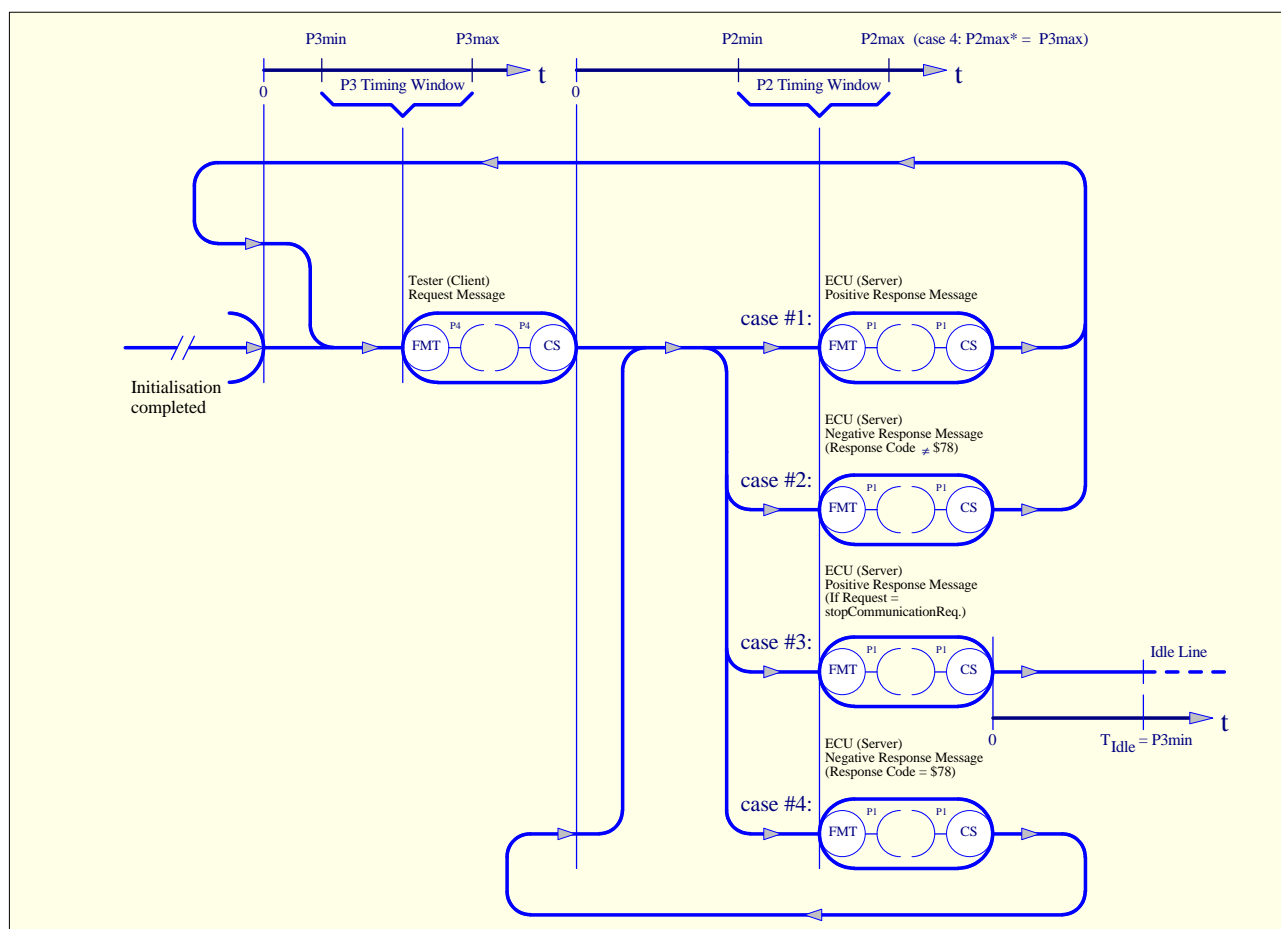 P3min P3max P2min P2max (case 4: P2max* = P3max)
t t
P3 Timing Window P2 Timing Window
0 0
Tester (Client)
Request Message
ECU (Server)
Positive Response Message
case #1:
FMT P4 P4 CS
FMT P1 P1 CS
Initialisation
completed
ECU (Server)
Negative Response Message
(Response Code ≠ $78)
case #2:
FMT P1 P1 CS
ECU (Server)
Positive Response Message
(If Request =
stopCommunicationReq.)
case #3:
FMT P1 P1 CS
Idle Line
t
0 TIdle = P3min
ECU (Server)
Negative Response Message
(Response Code = $78)
case #4:
FMT P1 P1 CS